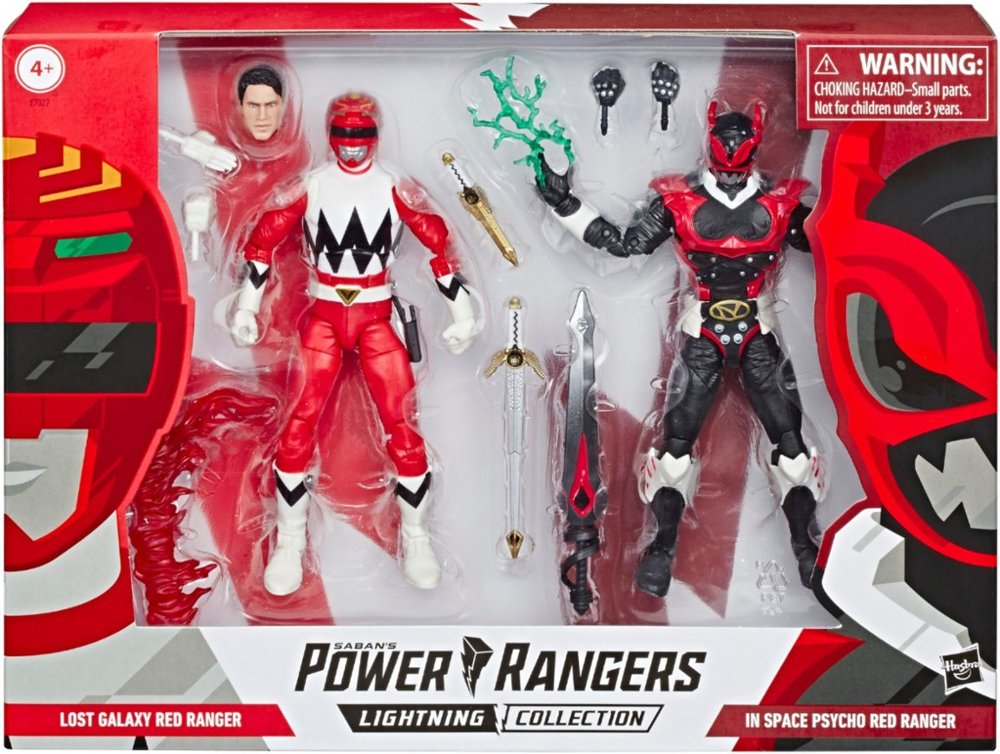 4+
E7927
WARNING:
CHOKING HAZARD–Small parts.
Not for children under 3 years.
SABAN'S
POWER RANGERS
LIGHTNING COLLECTION
LOST GALAXY RED RANGER
IN SPACE PSYCHO RED RANGER
Hasbro